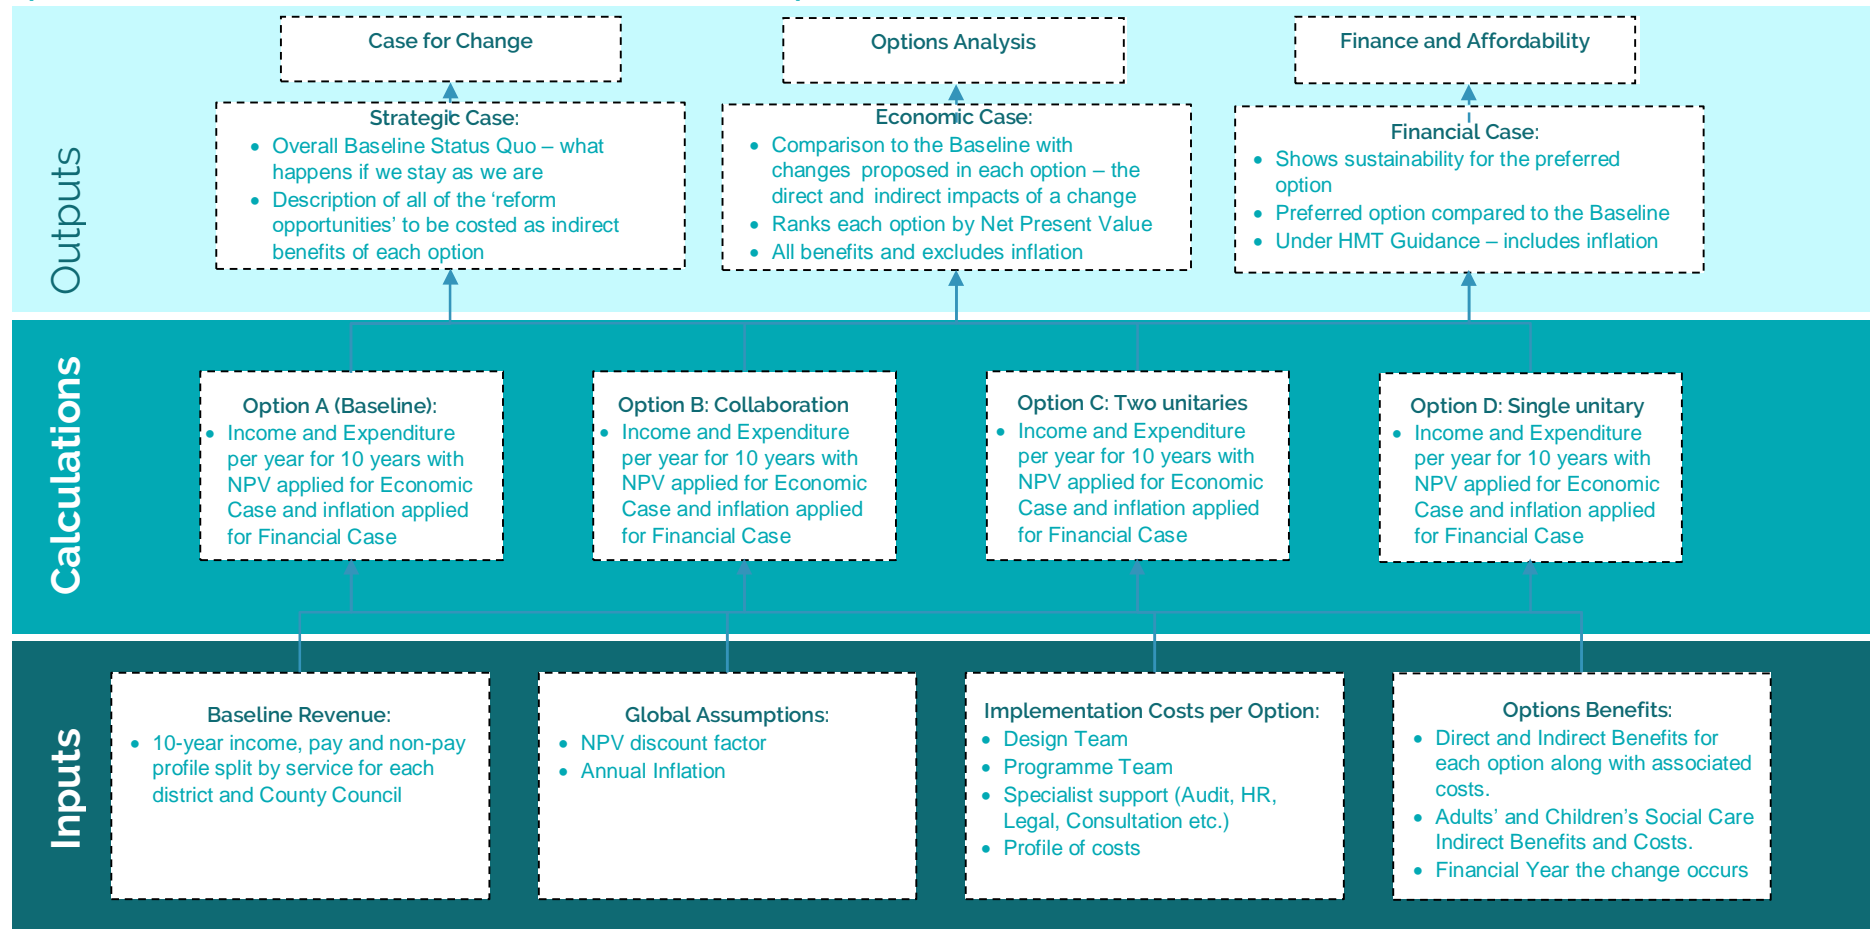 Outputs
Case for Change
Options Analysis
Finance and Affordability
Strategic Case:
• Overall Baseline Status Quo – what
happens if we stay as we are
• Description of all of the ‘reform
opportunities’ to be costed as indirect
benefits of each option
Economic Case:
• Comparison to the Baseline with
changes proposed in each option – the
direct and indirect impacts of a change
• Ranks each option by Net Present Value
• All benefits and excludes inflation
Financial Case:
• Shows sustainability for the preferred
option
• Preferred option compared to the Baseline
• Under HMT Guidance – includes inflation
Calculations
Option A (Baseline):
• Income and Expenditure
per year for 10 years with
NPV applied for Economic
Case and inflation applied
for Financial Case
Option B: Collaboration
• Income and Expenditure
per year for 10 years with
NPV applied for Economic
Case and inflation applied
for Financial Case
Option C: Two unitaries
• Income and Expenditure
per year for 10 years with
NPV applied for Economic
Case and inflation applied
for Financial Case
Option D: Single unitary
• Income and Expenditure
per year for 10 years with
NPV applied for Economic
Case and inflation applied
for Financial Case
Inputs
Baseline Revenue:
• 10-year income, pay and non-pay
profile split by service for each
district and County Council
Global Assumptions:
• NPV discount factor
• Annual Inflation
Implementation Costs per Option:
• Design Team
• Programme Team
• Specialist support (Audit, HR,
Legal, Consultation etc.)
• Profile of costs
Options Benefits:
• Direct and Indirect Benefits for
each option along with associated
costs.
• Adults’ and Children’s Social Care
Indirect Benefits and Costs.
• Financial Year the change occurs